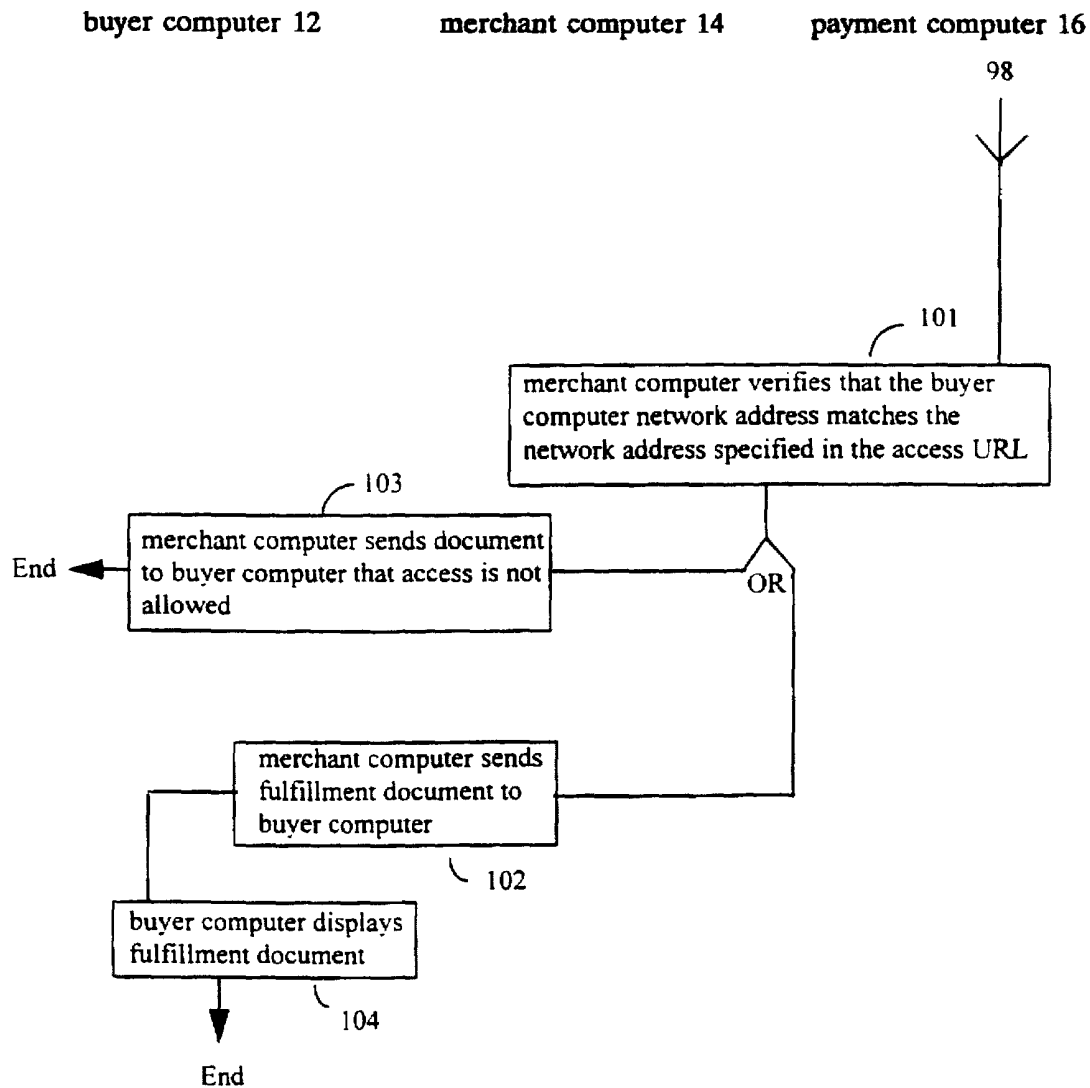 buyer computer 12 merchant computer 14 payment computer 16
98
101
merchant computer verifies that the buyer
computer network address matches the
network address specified in the access URL
103
merchant computer sends document
to buyer computer that access is not
allowed
End
OR
merchant computer sends
fulfillment document to
buyer computer
102
buyer computer displays
fulfillment document
104
End